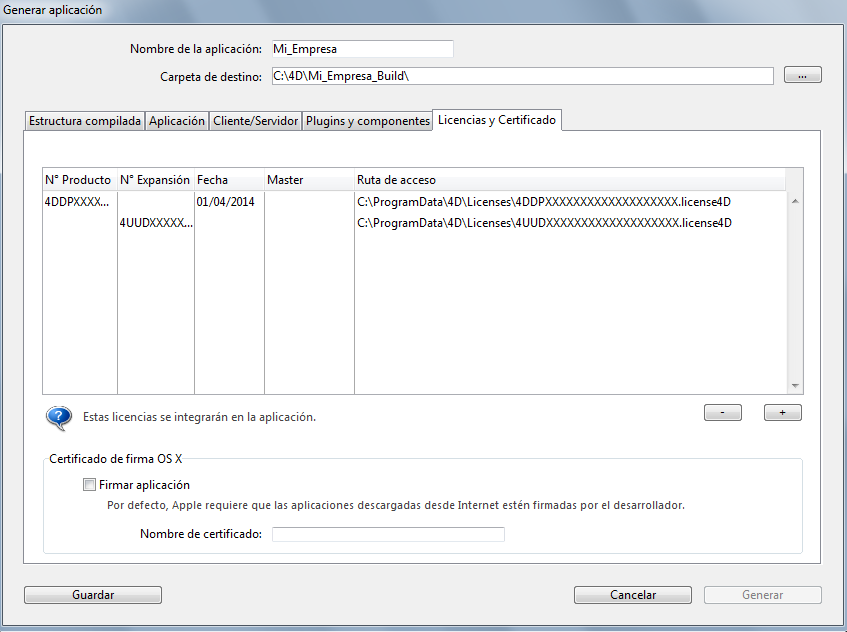 Generar aplicación
Nombre de la aplicación: Mi_Empresa
Carpeta de destino: C:\4D\Mi_Empresa_Build\ ...
Estructura compilada Aplicación Cliente/Servidor Plugins y componentes Licencias y Certificado
N° Producto N° Expansión Fecha Master Ruta de acceso
4DDPXXXX... 01/04/2014 C:\ProgramData\4D\Licenses\4DDPXXXXXXXXXXXXXXXXXXX.license4D
4UUDXXXXX... C:\ProgramData\4D\Licenses\4UUDXXXXXXXXXXXXXXXXXXX.license4D
? Estas licencias se integrarán en la aplicación. - +
Certificado de firma OS X
Firmar aplicación
Por defecto, Apple requiere que las aplicaciones descargadas desde Internet estén firmadas por el desarrollador.
Nombre de certificado:
Guardar Cancelar Generar